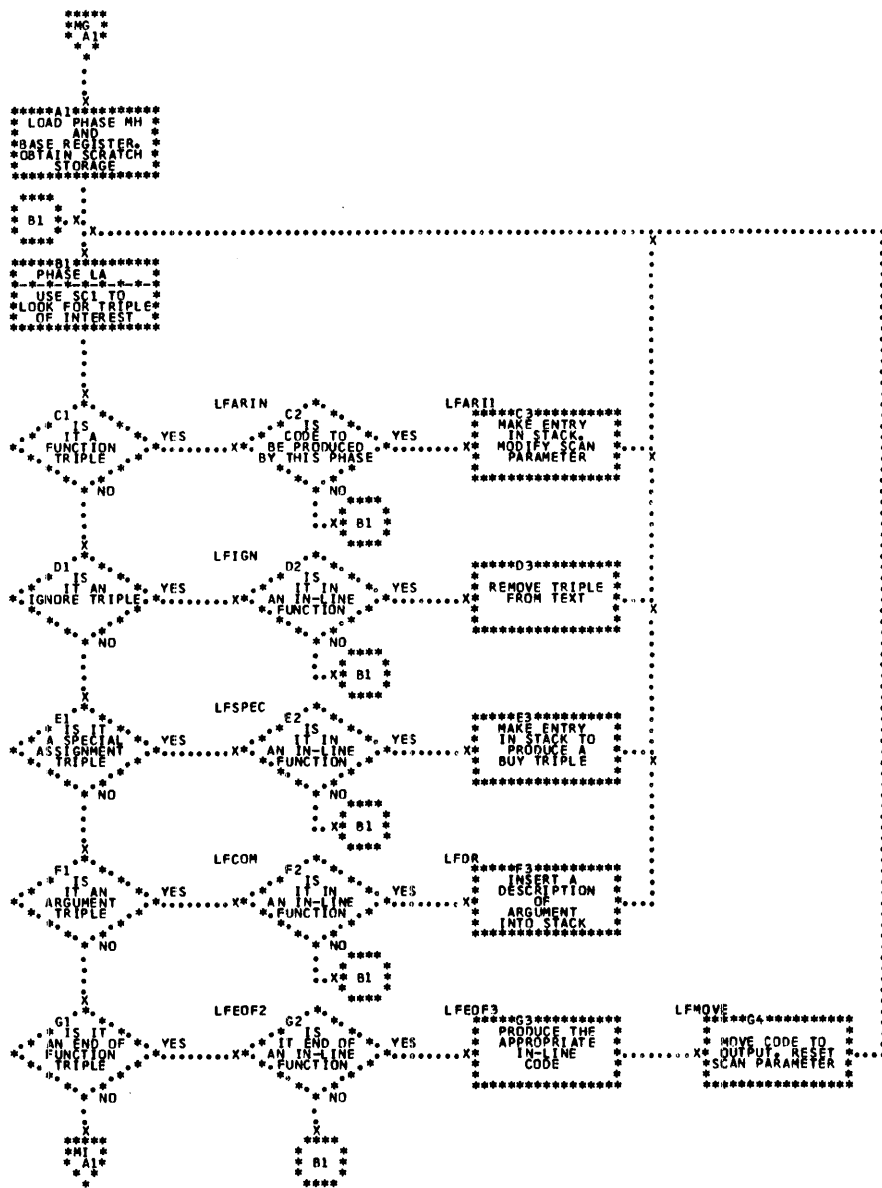 MG
A1
A1
LOAD PHASE MH
AND
BASE REGISTER.
OBTAIN SCRATCH
STORAGE
B1
B1
PHASE LA
USE SC1 TO
LOOK FOR TRIPLE
OF INTEREST
C1
IS
IT A
FUNCTION
TRIPLE
YES
NO
LFARIN
C2
IS
CODE TO
BE PRODUCED
BY THIS PHASE
YES
NO
B1
LFARI1
C3
MAKE ENTRY
IN STACK.
MODIFY SCAN
PARAMETER
D1
IS
IT AN
IGNORE TRIPLE
YES
NO
LFIGN
D2
IS
IT IN
AN IN-LINE
FUNCTION
YES
NO
B1
D3
REMOVE TRIPLE
FROM TEXT
E1
IS IT
A SPECIAL
ASSIGNMENT
TRIPLE
YES
NO
LFSPEC
E2
IS
IT IN
AN IN-LINE
FUNCTION
YES
NO
B1
E3
MAKE ENTRY
IN STACK TO
PRODUCE A
BUY TRIPLE
F1
IS
IT AN
ARGUMENT
TRIPLE
YES
NO
LFCOM
F2
IS
IT IN
AN IN-LINE
FUNCTION
YES
NO
B1
LFDR
F3
INSERT A
DESCRIPTION
OF
ARGUMENT
INTO STACK
G1
IS IT
AN END OF
FUNCTION
TRIPLE
YES
NO
MI
A1
LFEOF2
G2
IS
IT END OF
AN IN-LINE
FUNCTION
YES
NO
B1
LFEOF3
G3
PRODUCE THE
APPROPRIATE
IN-LINE
CODE
LFMOVE
G4
MOVE CODE TO
OUTPUT. RESET
SCAN PARAMETER